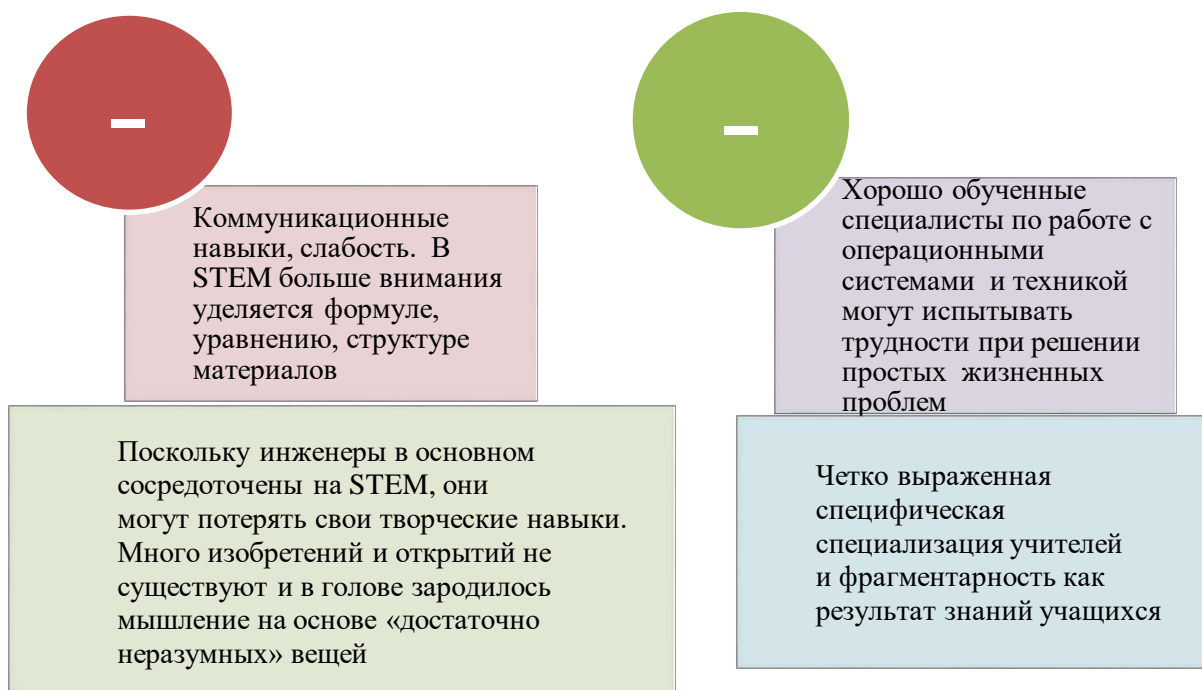 –
Коммуникационные
навыки, слабость. В
STEM больше внимания
уделяется формуле,
уравнению, структуре
материалов
Поскольку инженеры в основном
сосредоточены на STEM, они
могут потерять свои творческие навыки.
Много изобретений и открытий не
существуют и в голове зародилось
мышление на основе «достаточно
неразумных» вещей
–
Хорошо обученные
специалисты по работе с
операционными
системами и техникой
могут испытывать
трудности при решении
простых жизненных
проблем
Четко выраженная
специфическая
специализация учителей
и фрагментарность как
результат знаний учащихся